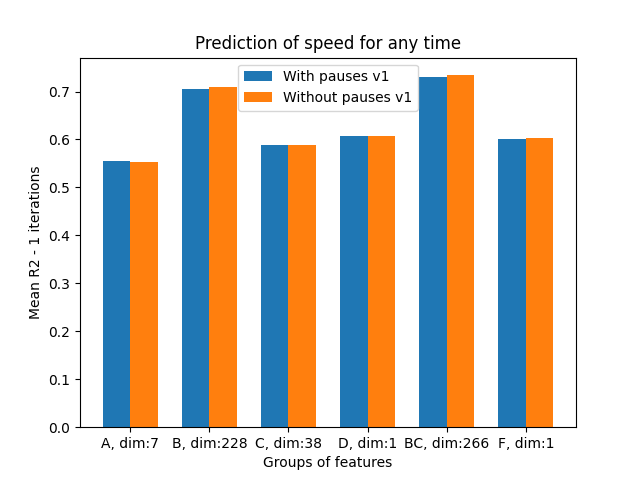 Prediction of speed for any time
With pauses v1
Without pauses v1
Mean R2 - 1 iterations
0.7
0.6
0.5
0.4
0.3
0.2
0.1
0.0
A, dim:7 B, dim:228 C, dim:38 D, dim:1 BC, dim:266 F, dim:1
Groups of features